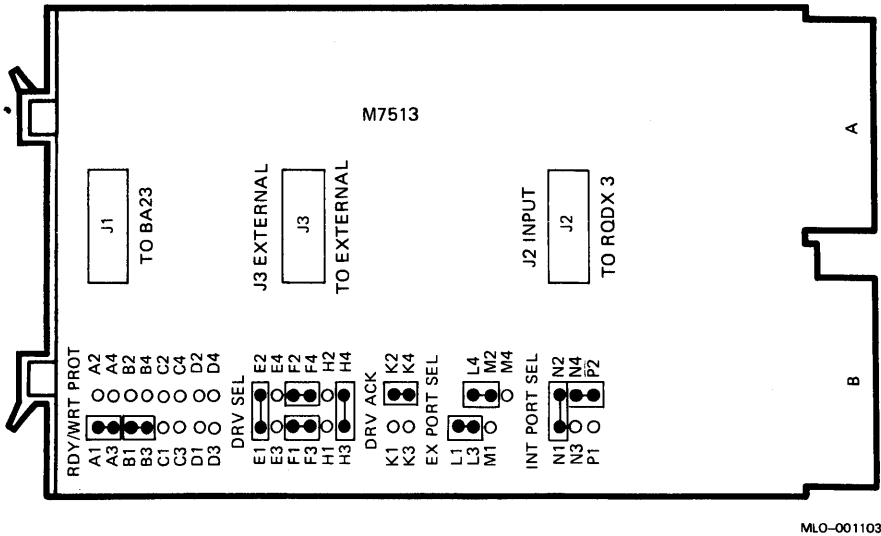 M7513
A
B
J1
TO BA23
J3 EXTERNAL
J3
TO EXTERNAL
J2 INPUT
J2
TO RQDX 3
RDY/WRT PROT
A1 A2
A3 A4
B1 B2
B3 B4
C1 C2
C3 C4
D1 D2
D3 D4
DRV SEL
E1 E2
E3 E4
F1 F2
F3 F4
H1 H2
H3 H4
DRV ACK
K1 K2
K3 K4
EX PORT SEL
L1
L3 L4
M1 M2
M4
INT PORT SEL
N1 N2
N3 N4
P1 P2
MLO-001103